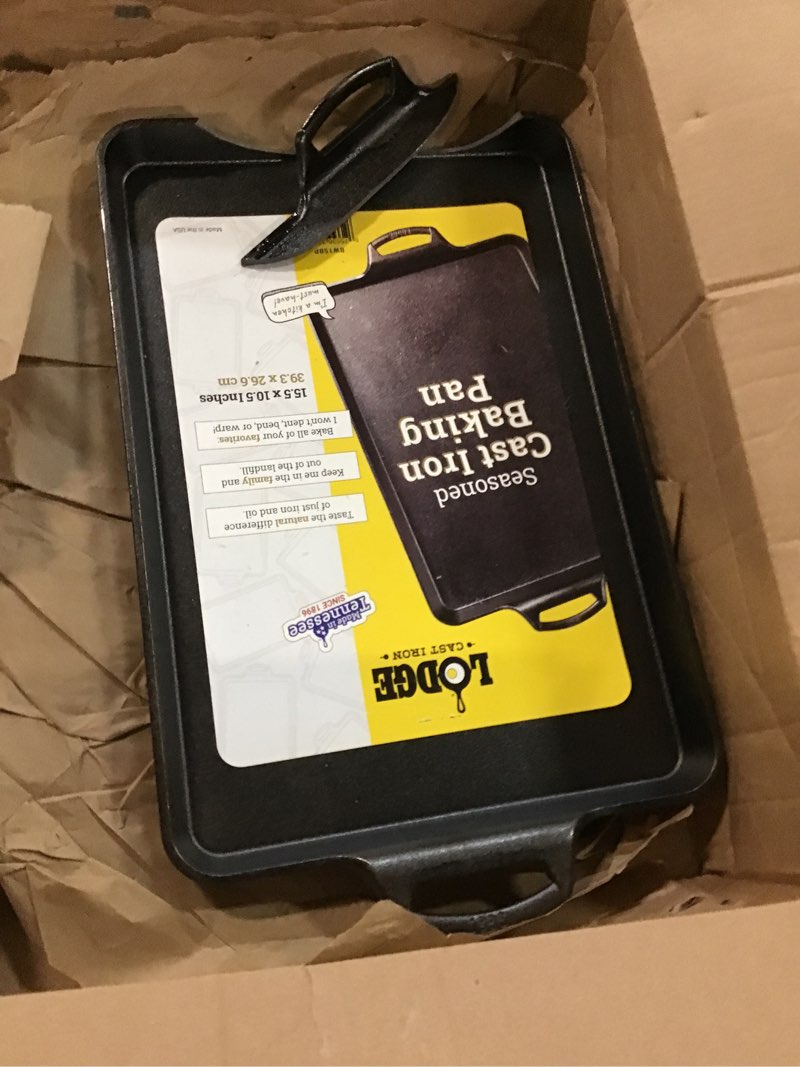 LODGE
CAST IRON
Made in
Tennessee
SINCE 1896
Seasoned
Cast Iron
Baking
Pan
Taste the natural difference
of just iron and oil.
Keep me in the family and
out of the landfill.
Bake all of your favorites:
I won't dent, bend, or warp!
15.5 x 10.5 Inches
39.3 x 26.6 cm
I'm a kitchen
must-have!
BW15BP
Made in the USA
LODGE